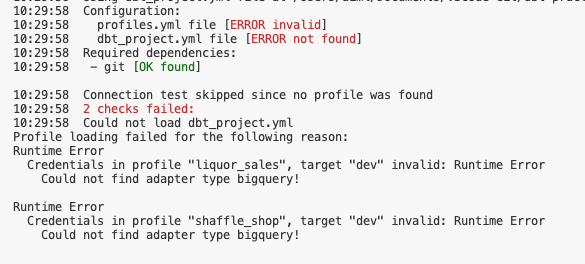 10:29:58 Configuration:
10:29:58   profiles.yml file [ERROR invalid]
10:29:58   dbt_project.yml file [ERROR not found]
10:29:58 Required dependencies:
10:29:58  - git [OK found]
10:29:58 Connection test skipped since no profile was found
10:29:58 2 checks failed:
10:29:58 Could not load dbt_project.yml
Profile loading failed for the following reason:
Runtime Error
  Credentials in profile "liquor_sales", target "dev" invalid: Runtime Error
    Could not find adapter type bigquery!
Runtime Error
  Credentials in profile "shaffle_shop", target "dev" invalid: Runtime Error
    Could not find adapter type bigquery!